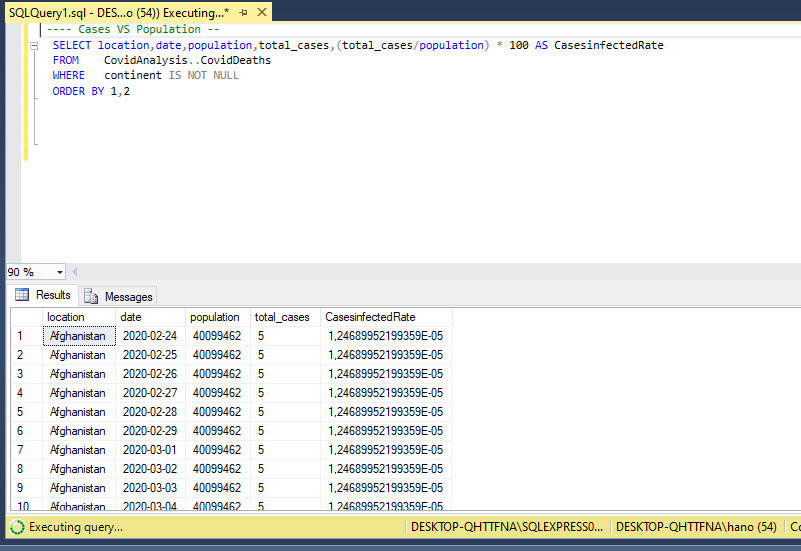 SQLQuery1.sql - DES...o (54)) Executing...*
---- Cases VS Population --
SELECT location,date,population,total_cases,(total_cases/population) * 100 AS CasesinfectedRate
FROM CovidAnalysis..CovidDeaths
WHERE continent IS NOT NULL
ORDER BY 1,2
90 %
Results Messages
location date population total_cases CasesinfectedRate
1 Afghanistan 2020-02-24 40099462 5 1,24689952199359E-05
2 Afghanistan 2020-02-25 40099462 5 1,24689952199359E-05
3 Afghanistan 2020-02-26 40099462 5 1,24689952199359E-05
4 Afghanistan 2020-02-27 40099462 5 1,24689952199359E-05
5 Afghanistan 2020-02-28 40099462 5 1,24689952199359E-05
6 Afghanistan 2020-02-29 40099462 5 1,24689952199359E-05
7 Afghanistan 2020-03-01 40099462 5 1,24689952199359E-05
8 Afghanistan 2020-03-02 40099462 5 1,24689952199359E-05
9 Afghanistan 2020-03-03 40099462 5 1,24689952199359E-05
10 Afghanistan 2020-03-04 40099462 5 1,24689952199359E-05
Executing query... DESKTOP-QHTTFNA\SQLEXPRESS0... DESKTOP-QHTTFNA\hano (54) Co